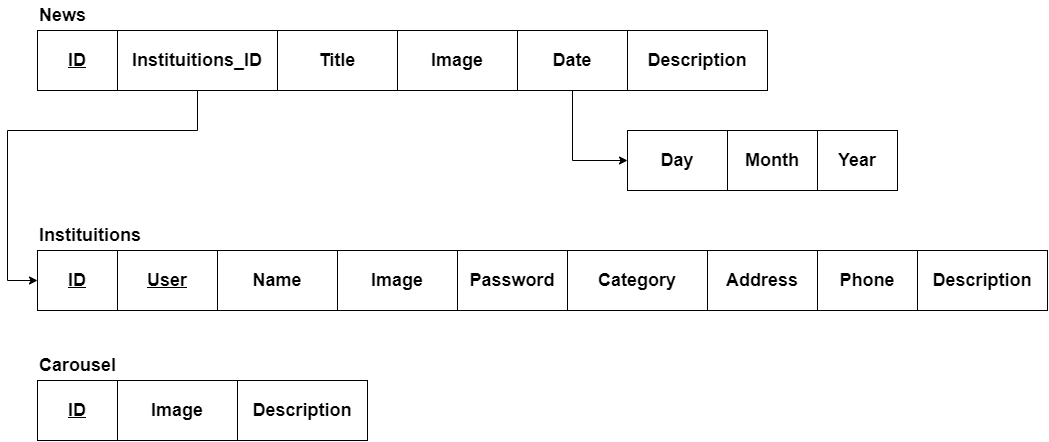 News
ID Instituitions_ID Title Image Date Description
Day Month Year
Instituitions
ID User Name Image Password Category Address Phone Description
Carousel
ID Image Description